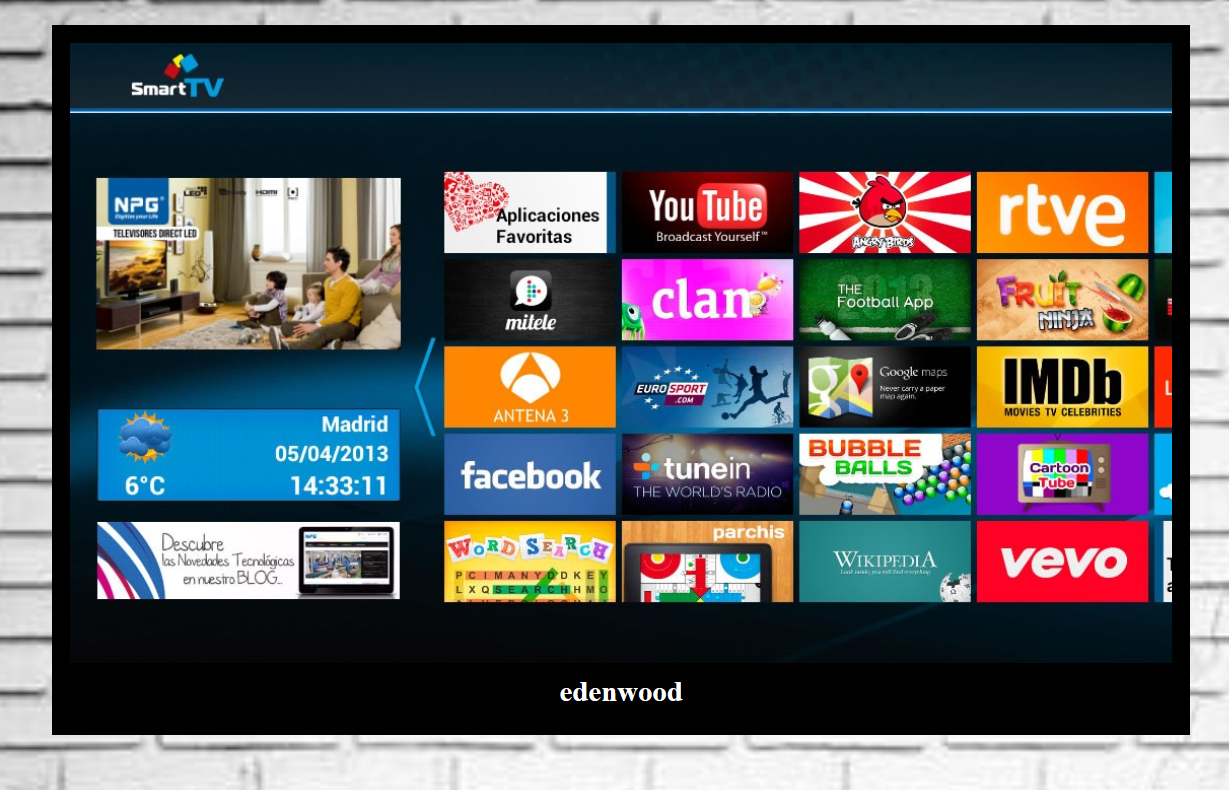 SmartTV
NPG
Digitize your Life
LED
HDMI
TELEVISORES DIRECT LED
Madrid
05/04/2013
6°C
14:33:11
Descubre
las Novedades Tecnológicas
en nuestro BLOG...
Aplicaciones
Favoritas
YouTube
Broadcast Yourself™
ANGRY BIRDS
rtve
mitele
clan
2013
THE
Football App
FRUIT
NINJA
ANTENA 3
EUROSPORT
.COM
Google maps
Never carry a paper
map again.
IMDb
MOVIES TV CELEBRITIES
facebook
tunein
THE WORLD'S RADIO
BUBBLE
BALLS
Cartoon
Tube
WORD SEARCH
PCIMANYODKEY
LXQSEARCHHMO
parchis
WIKIPEDIA
vevo
edenwood